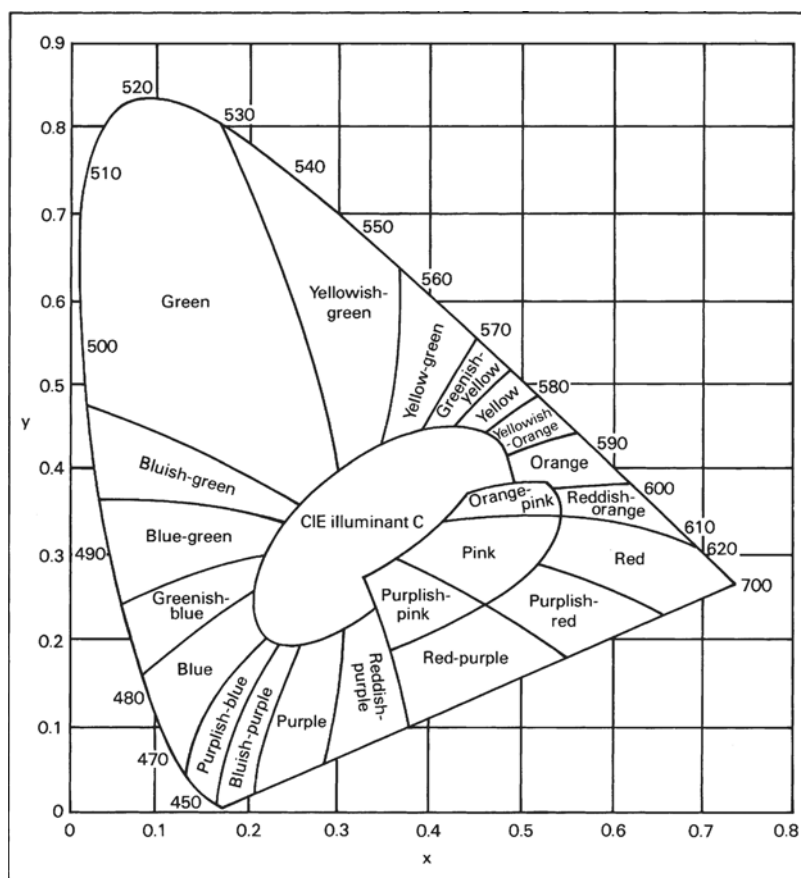 0.9
520
530
0.8
540
510
0.7
550
Green
Yellowish-
green
560
0.6
Yellow-green
570
500
Greenish-
yellow
0.5
Yellow
580
y
Yellowish
-Orange
590
0.4
Bluish-green
Orange
600
Orange-
pink
Reddish-
orange
610
CIE illuminant C
620
490
0.3
Blue-green
Pink
Red
700
Greenish-
blue
Purplish-
pink
Purplish-
red
0.2
Blue
Red-purple
Reddish-
purple
480
0.1
Purplish-blue
Bluish-purple
Purple
470
450
0
0
0.1
0.2
0.3
0.4
0.5
0.6
0.7
0.8
x